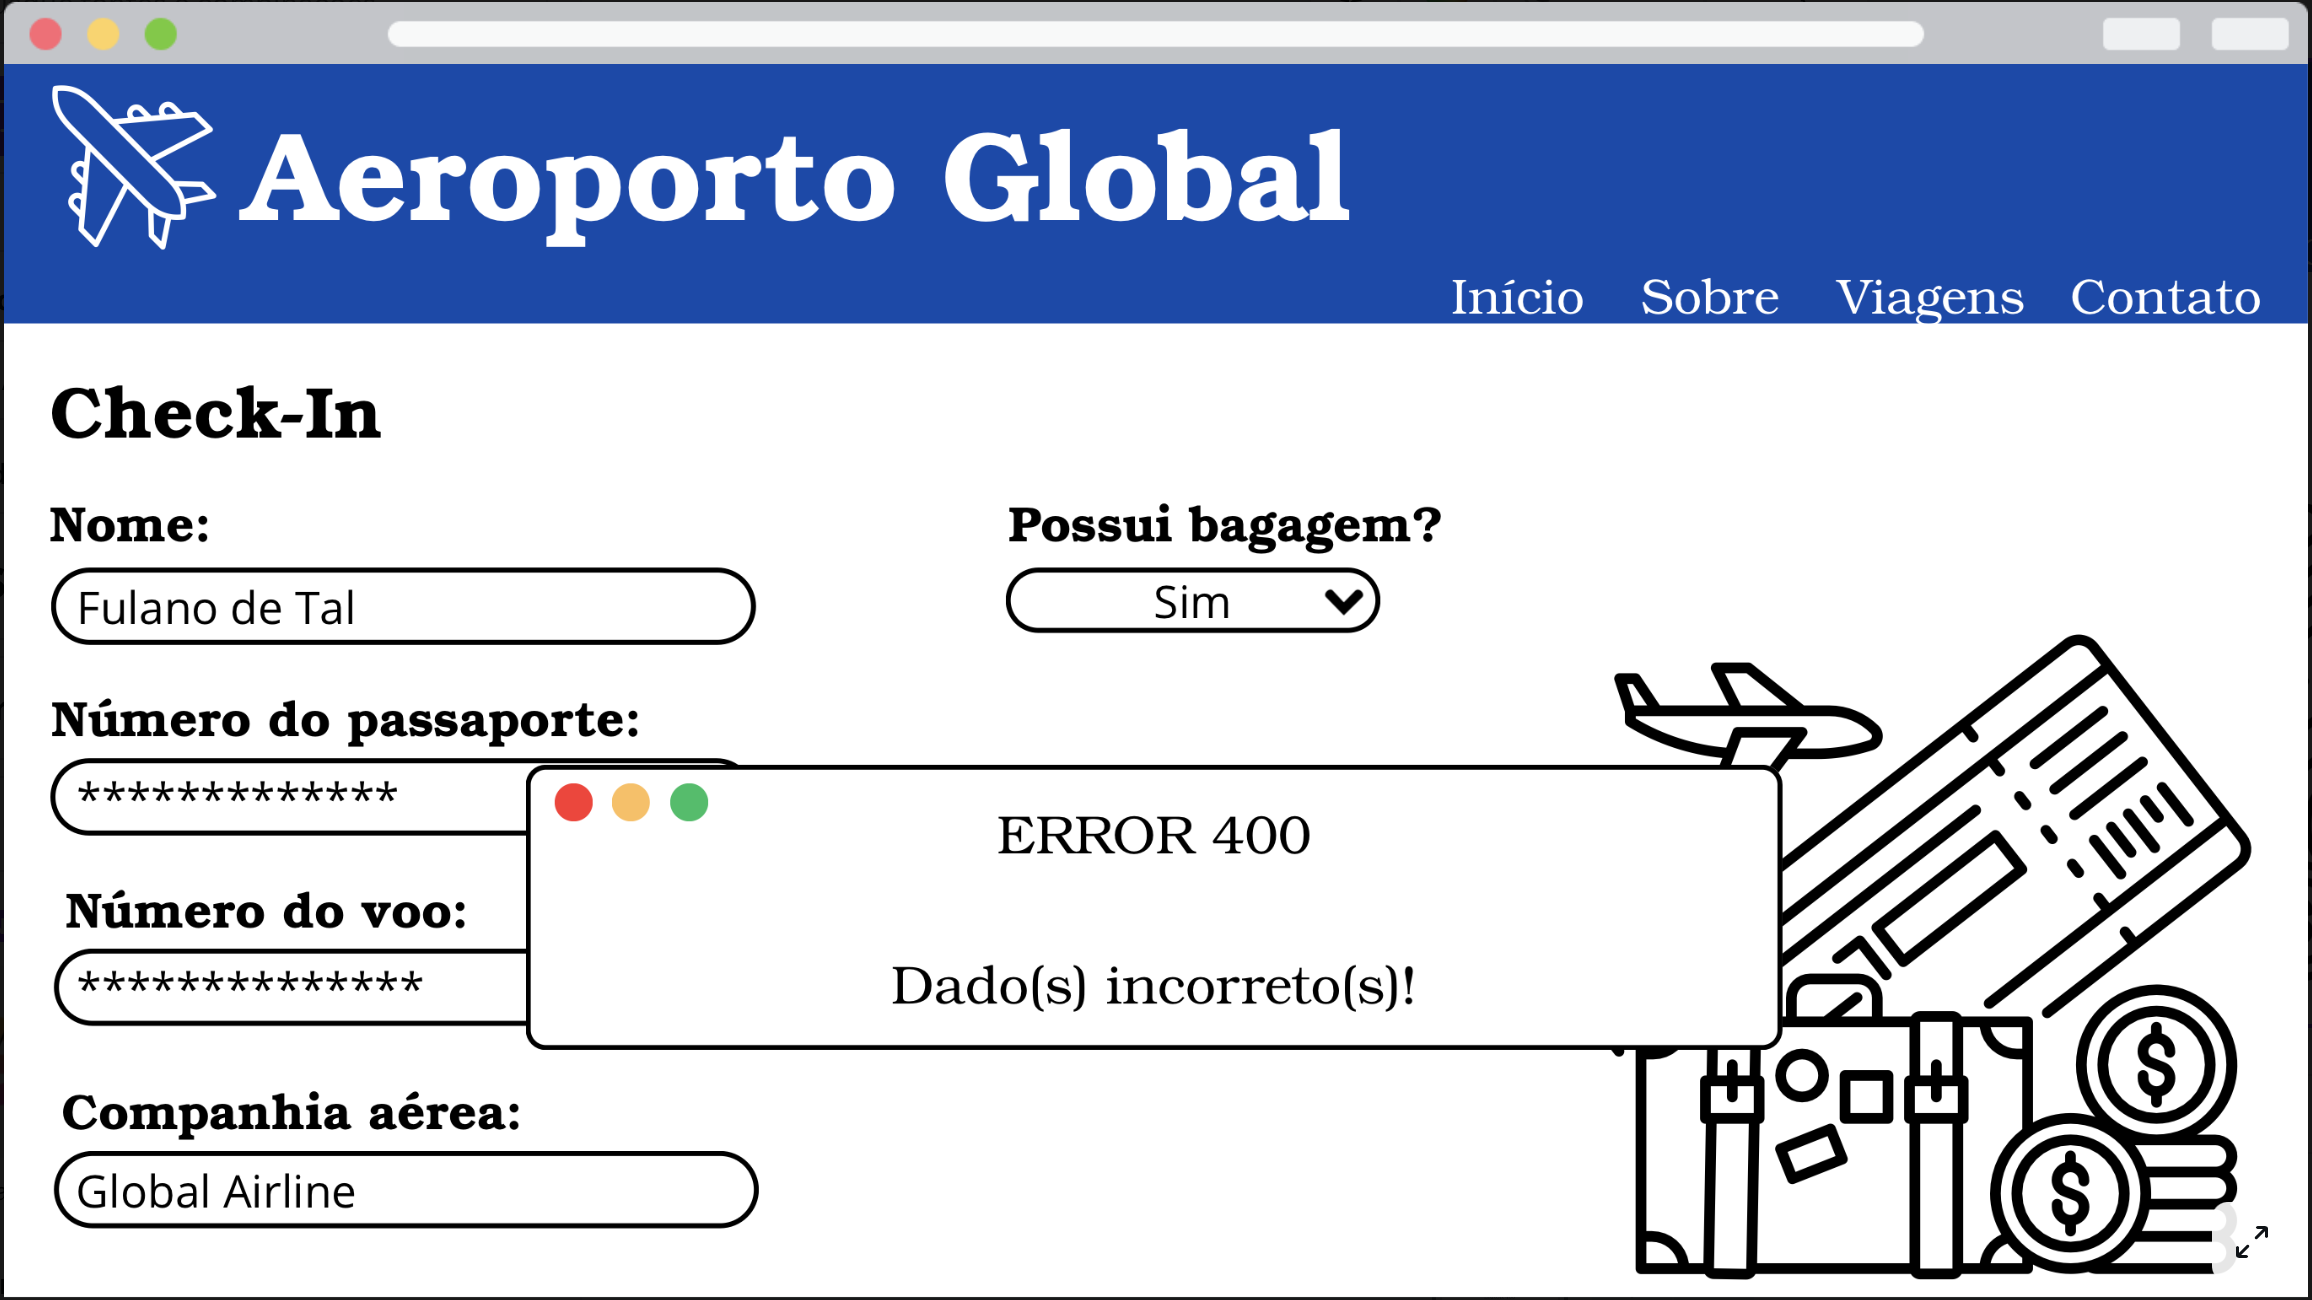 Aeroporto Global
Início Sobre Viagens Contato
Check-In
Nome:
Fulano de Tal
Possui bagagem?
Sim
Número do passaporte:
*************
Número do voo:
**************
ERROR 400
Dado(s) incorreto(s)!
Companhia aérea:
Global Airline
$
$